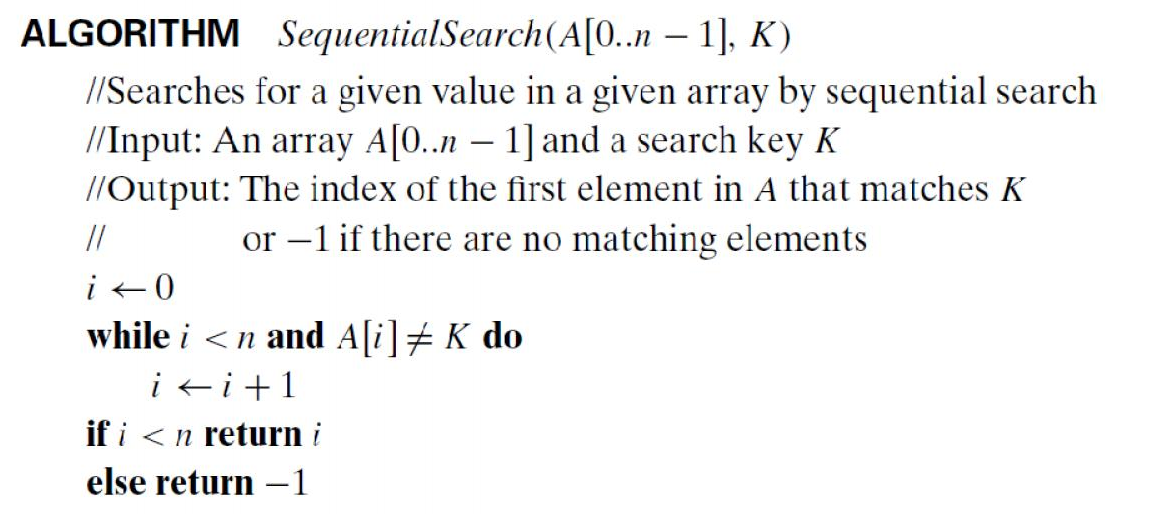 ALGORITHM SequentialSearch(A[0..n − 1], K)
//Searches for a given value in a given array by sequential search
//Input: An array A[0..n − 1] and a search key K
//Output: The index of the first element in A that matches K
// or −1 if there are no matching elements
i ← 0
while i < n and A[i] ≠ K do
i ← i + 1
if i < n return i
else return −1